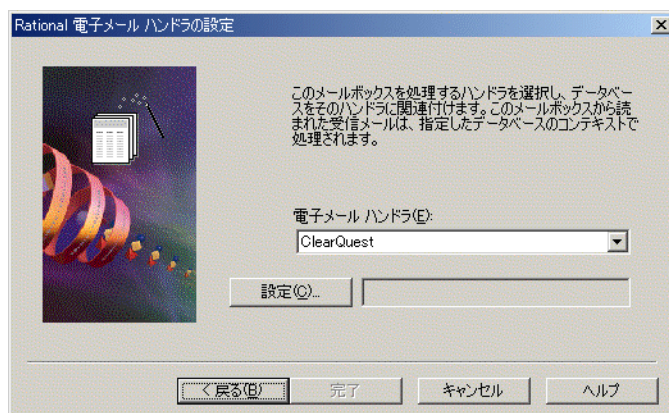 Rational 電子メール ハンドラの設定
このメールボックスを処理するハンドラを選択し、データベー
スをそのハンドラに関連付けます。このメールボックスから読
まれた受信メールは、指定したデータベースのコンテキストで
処理されます。
電子メール ハンドラ(E):
ClearQuest
設定(C)...
< 戻る(B)
完了
キャンセル
ヘルプ